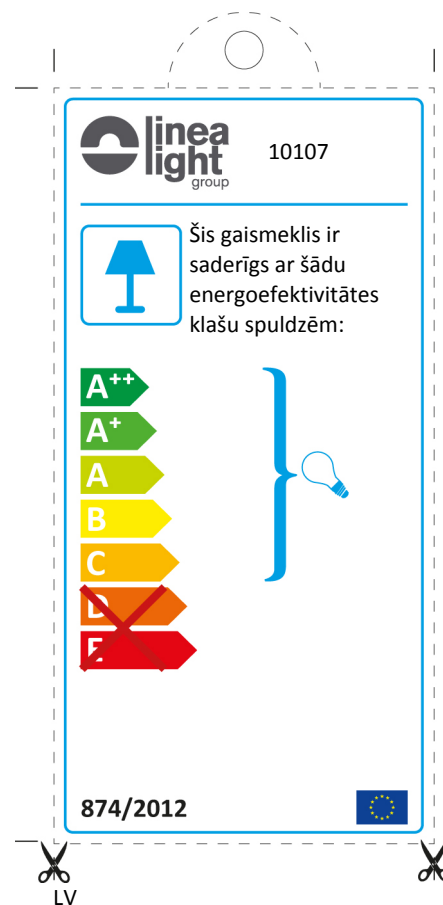 linea
light
group
10107
Šis gaismeklis ir
saderīgs ar šādu
energoefektivitātes
klašu spuldzēm:
A++
A+
A
B
C
D
E
874/2012
LV